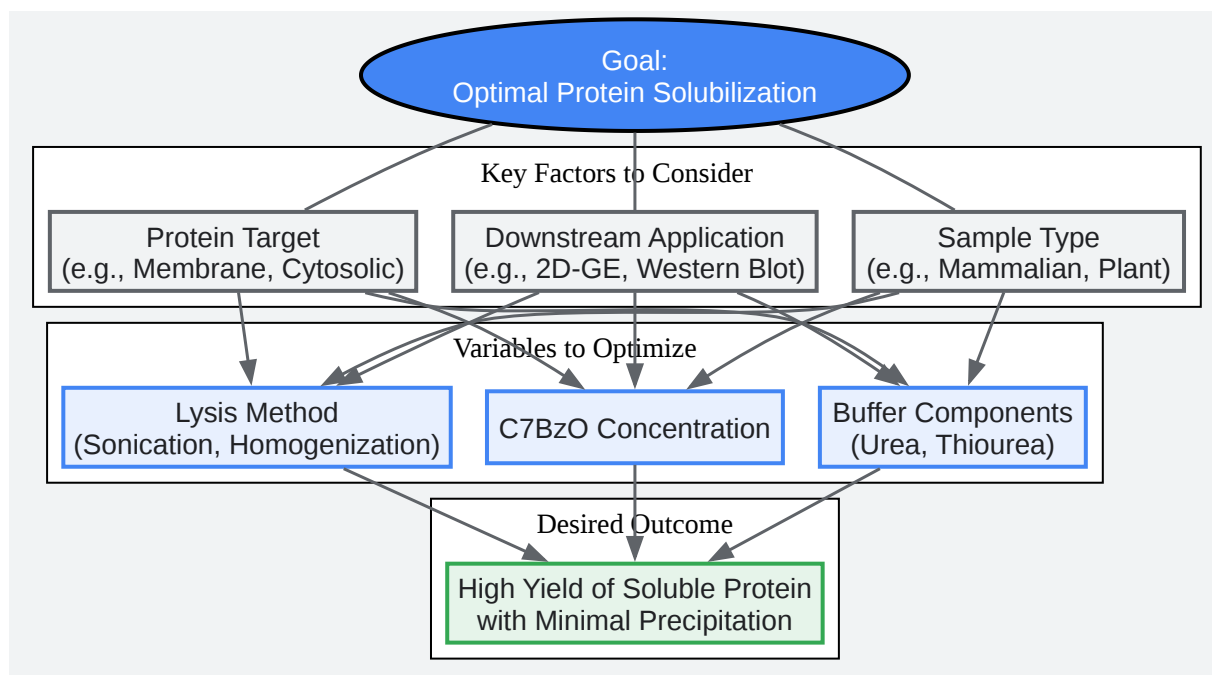 Goal:
Optimal Protein Solubilization
Key Factors to Consider
Protein Target
(e.g., Membrane, Cytosolic)
Downstream Application
(e.g., 2D-GE, Western Blot)
Sample Type
(e.g., Mammalian, Plant)
Variables to Optimize
Lysis Method
(Sonication, Homogenization)
C7BzO Concentration
Buffer Components
(Urea, Thiourea)
Desired Outcome
High Yield of Soluble Protein
with Minimal Precipitation